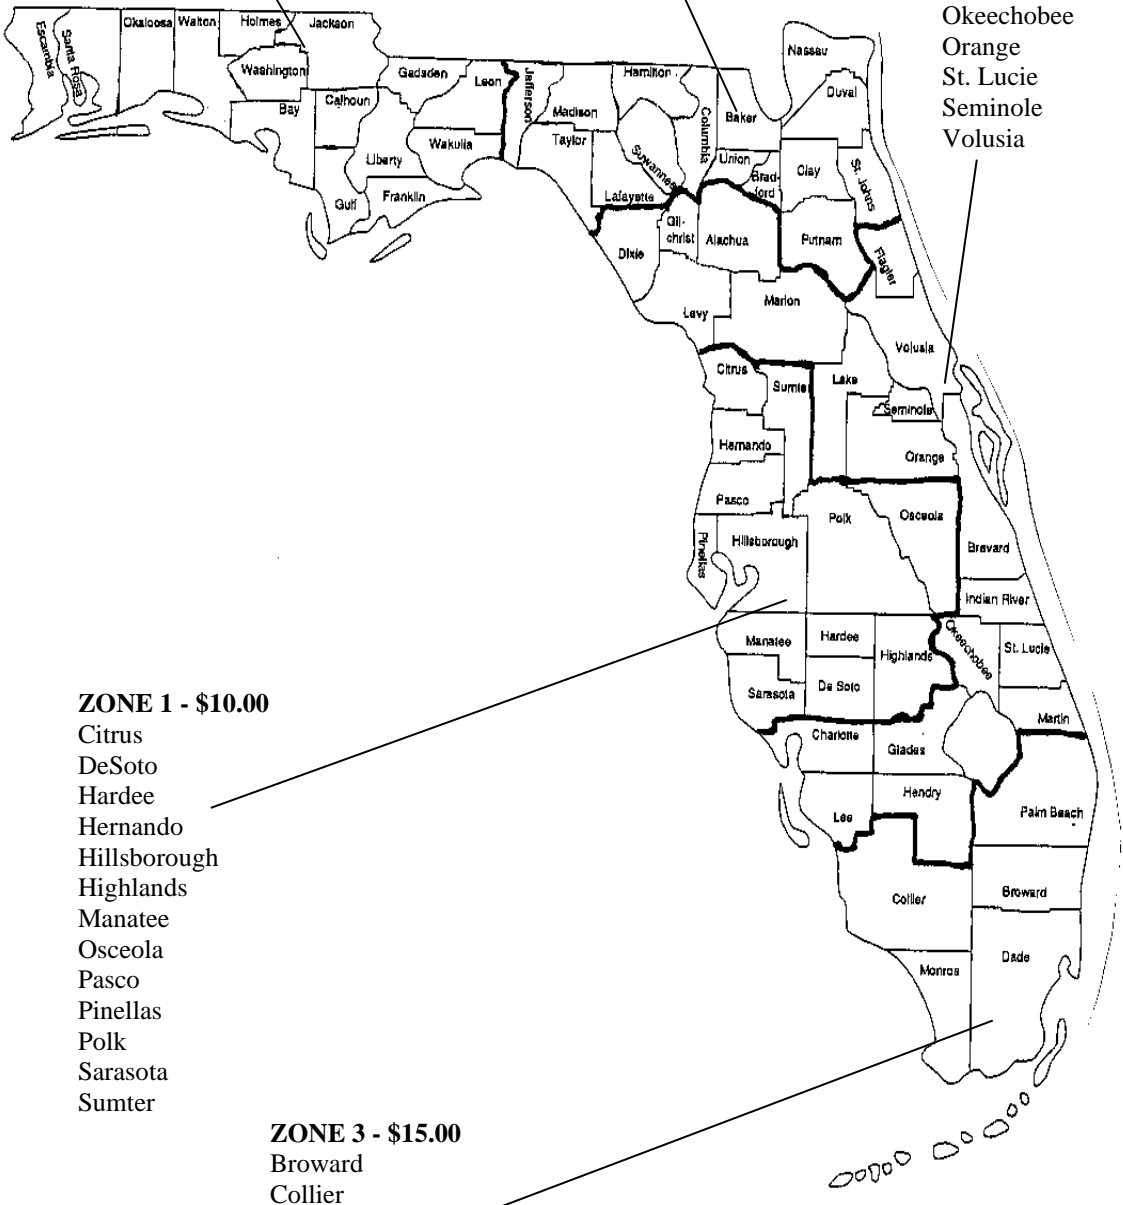 Okeechobee
Orange
St. Lucie
Seminole
Volusia
Escambia
Santa Rosa
Okaloosa
Walton
Holmes
Jackson
Washington
Bay
Calhoun
Gadsden
Leon
Liberty
Wakulla
Gulf
Franklin
Jefferson
Madison
Hamilton
Taylor
Suwannee
Lafayette
Columbia
Baker
Nassau
Duval
Union
Brad-
ford
Clay
St. Johns
Gil-
christ
Alachua
Putnam
Flagler
Dixie
Levy
Marion
Volusia
Citrus
Sumter
Lake
Seminole
Hernando
Orange
Pasco
Polk
Osceola
Pinellas
Hillsborough
Brevard
Indian River
Manatee
Hardee
Highlands
Okeechobee
St. Lucie
Sarasota
De Soto
Martin
Charlotte
Glades
Hendry
Lee
Palm Beach
Collier
Broward
Monroe
Dade
ZONE 1 - $10.00
Citrus
DeSoto
Hardee
Hernando
Hillsborough
Highlands
Manatee
Osceola
Pasco
Pinellas
Polk
Sarasota
Sumter
ZONE 3 - $15.00
Broward
Collier